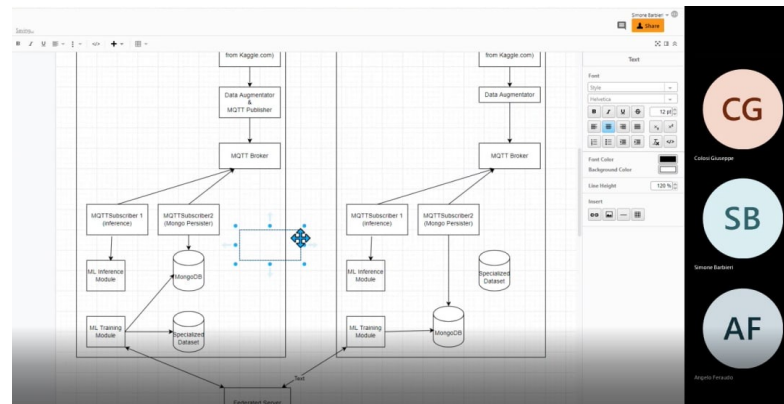 Simone Barbieri
Share
Saving...
Text
Font
Style
Helvetica
12 pt
Font Color
Background Color
Line Height
120 %
Insert
from Kaggle.com)
Data Augmentator
&
MQTT Publisher
MQTT Broker
MQTTSubscriber 1
(inference)
MQTTSubscriber2
(Mongo Persister)
ML Inference
Module
MongoDB
ML Training
Module
Specialized
Dataset
from Kaggle.com)
Data Augmentator
MQTT Broker
MQTTSubscriber 1
(inference)
MQTTSubscriber2
(Mongo Persister)
ML Inference
Module
Specialized
Dataset
ML Training
Module
MongoDB
Text
Federated Server
CG
Colosi Giuseppe
SB
Simone Barbieri
AF